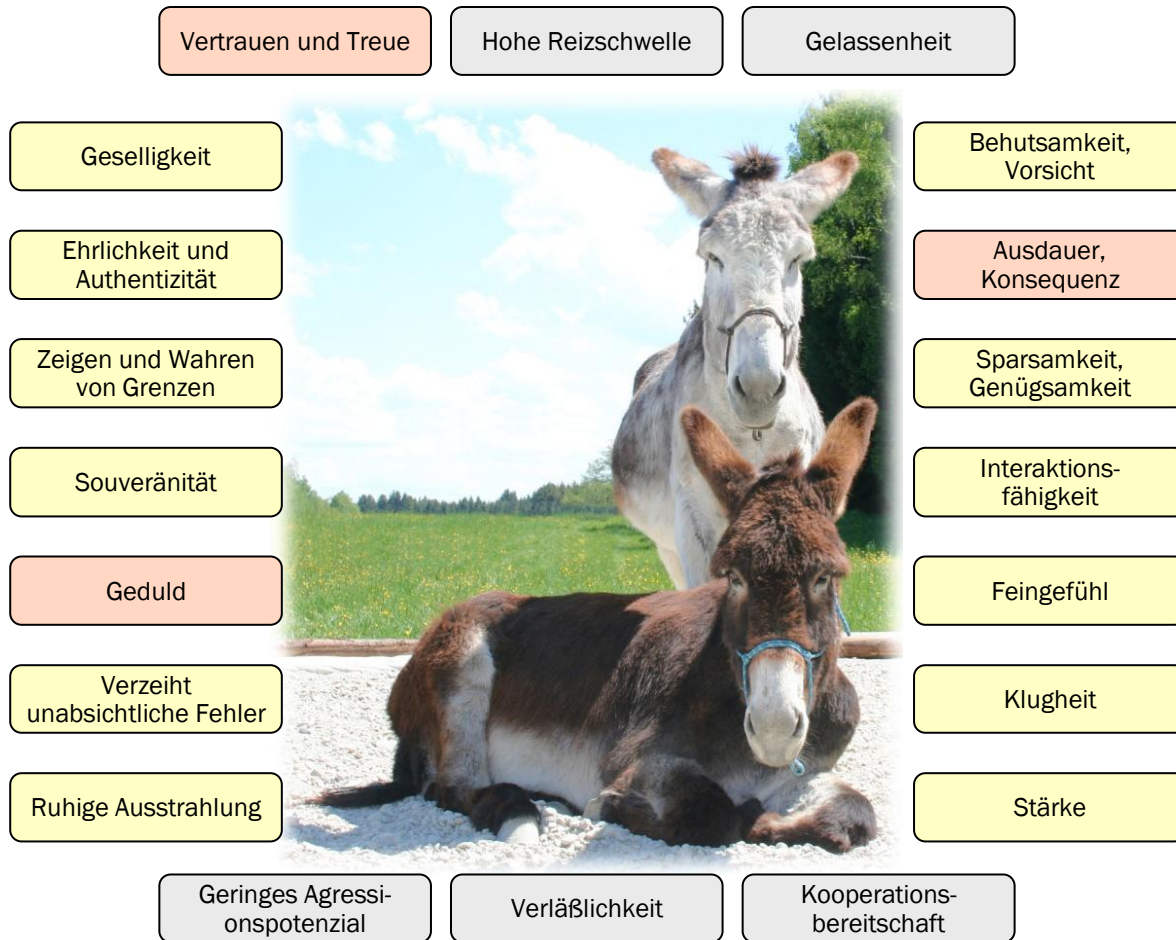 Vertrauen und Treue
Hohe Reizschwelle
Gelassenheit
Geselligkeit
Ehrlichkeit und
Authentizität
Zeigen und Wahren
von Grenzen
Souveränität
Geduld
Verzeiht
unabsichtliche Fehler
Ruhige Ausstrahlung
Behutsamkeit,
Vorsicht
Ausdauer,
Konsequenz
Sparsamkeit,
Genügsamkeit
Interaktions-
fähigkeit
Feingefühl
Klugheit
Stärke
Geringes Agressi-
onspotenzial
Verläßlichkeit
Kooperations-
bereitschaft